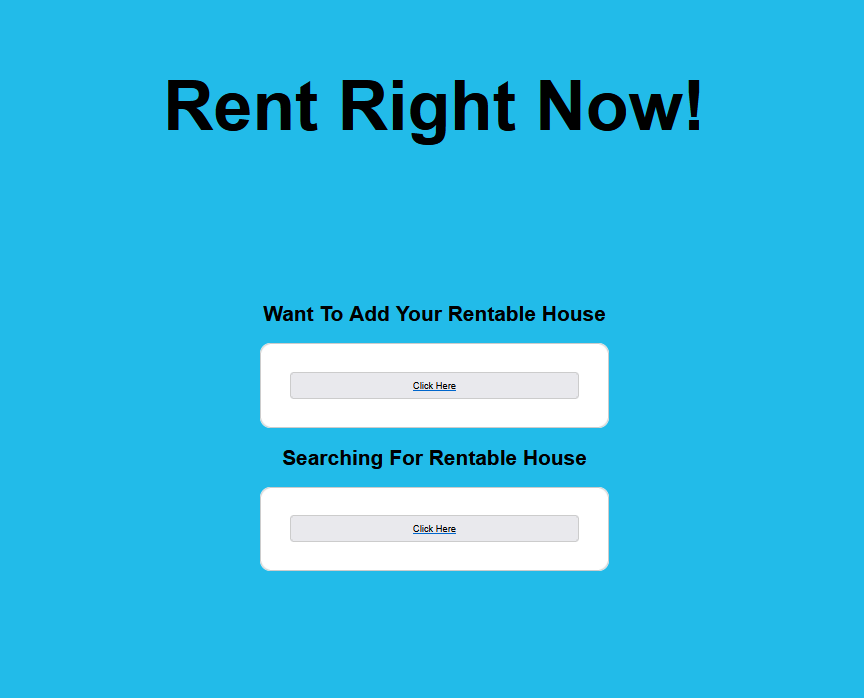 Rent Right Now!
Want To Add Your Rentable House
Click Here
Searching For Rentable House
Click Here